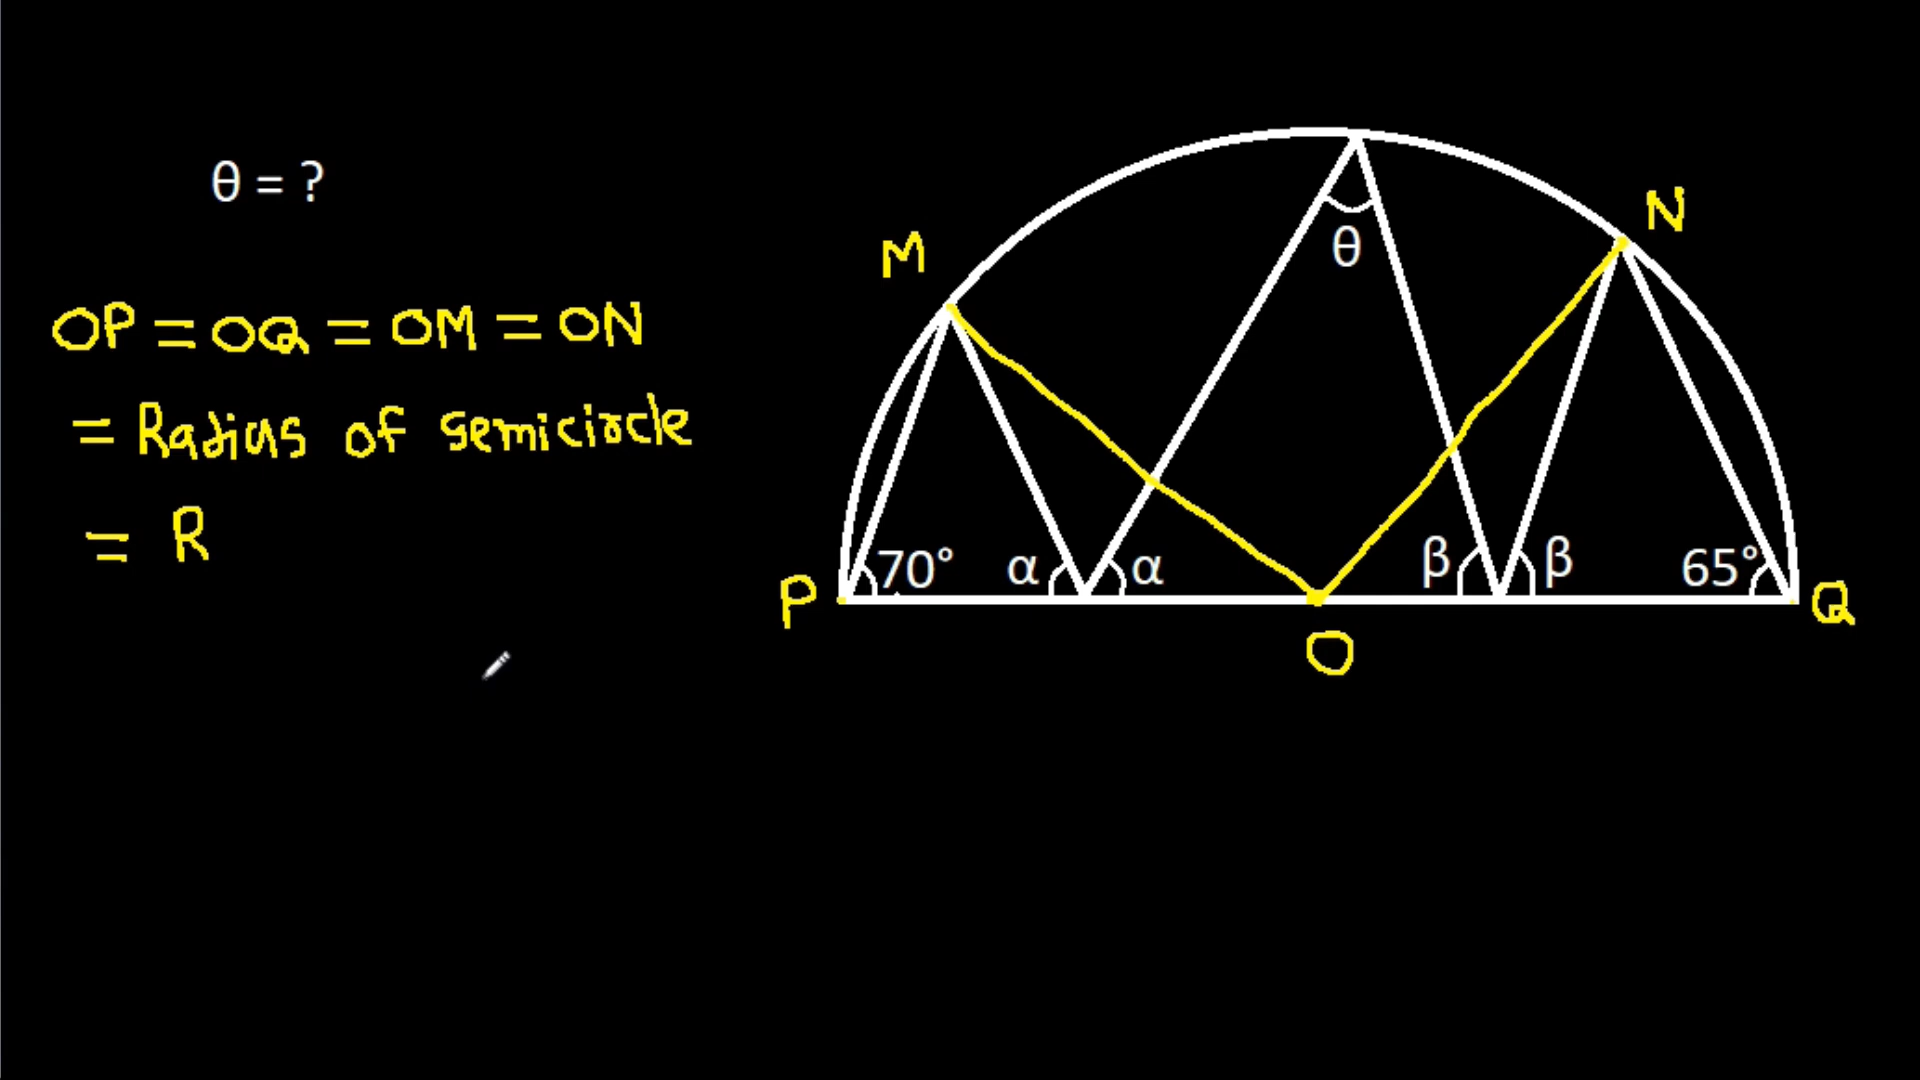 θ = ?
OP = OQ = OM = ON
= Radius of semicircle
= R
M
N
θ
P
70°
α
α
β
β
65°
Q
O